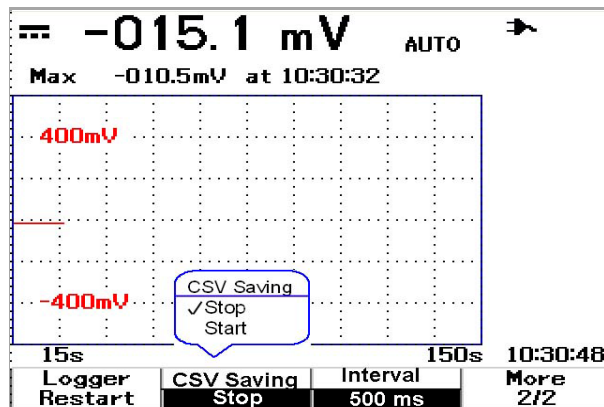 -015.1 mV AUTO
Max -010.5mV at 10:30:32
400mV
-400mV
CSV Saving
✓Stop
Start
15s 150s 10:30:48
Logger Restart
CSV Saving Stop
Interval 500 ms
More 2/2